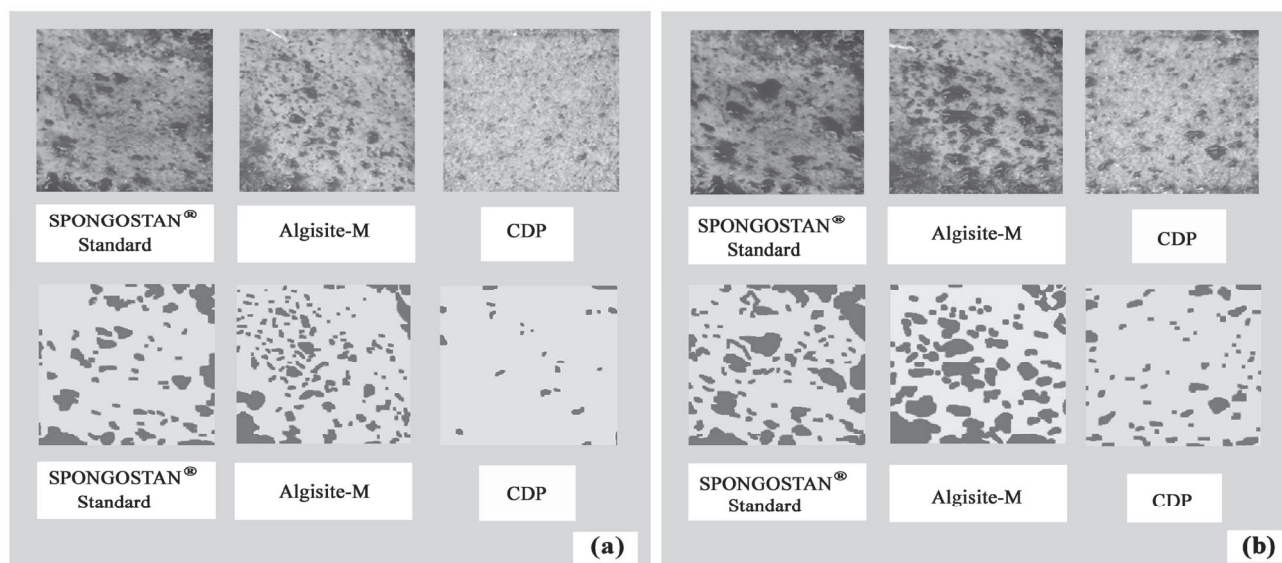 SPONGOSTAN®
Standard
Algisite-M
CDP
SPONGOSTAN®
Standard
Algisite-M
CDP
(a)
SPONGOSTAN®
Standard
Algisite-M
CDP
SPONGOSTAN®
Standard
Algisite-M
CDP
(b)